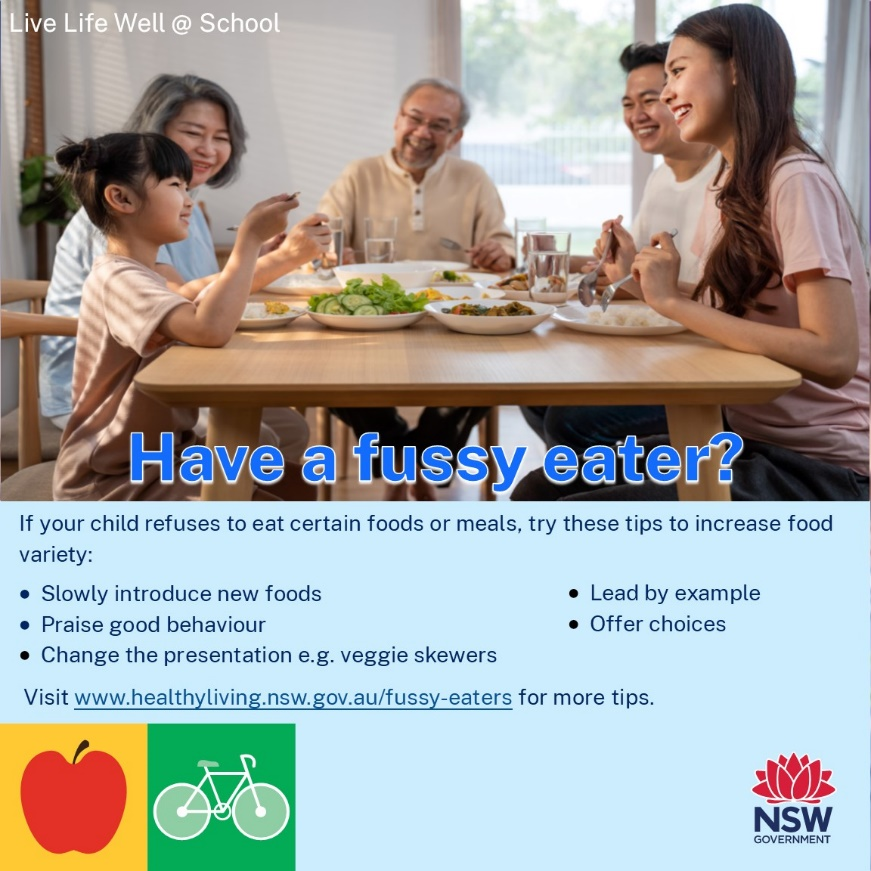 Live Life Well @ School
Have a fussy eater?
If your child refuses to eat certain foods or meals, try these tips to increase food
variety:
• Slowly introduce new foods
• Praise good behaviour
• Change the presentation e.g. veggie skewers
• Lead by example
• Offer choices
Visit www.healthyliving.nsw.gov.au/fussy-eaters for more tips.
NSW
GOVERNMENT